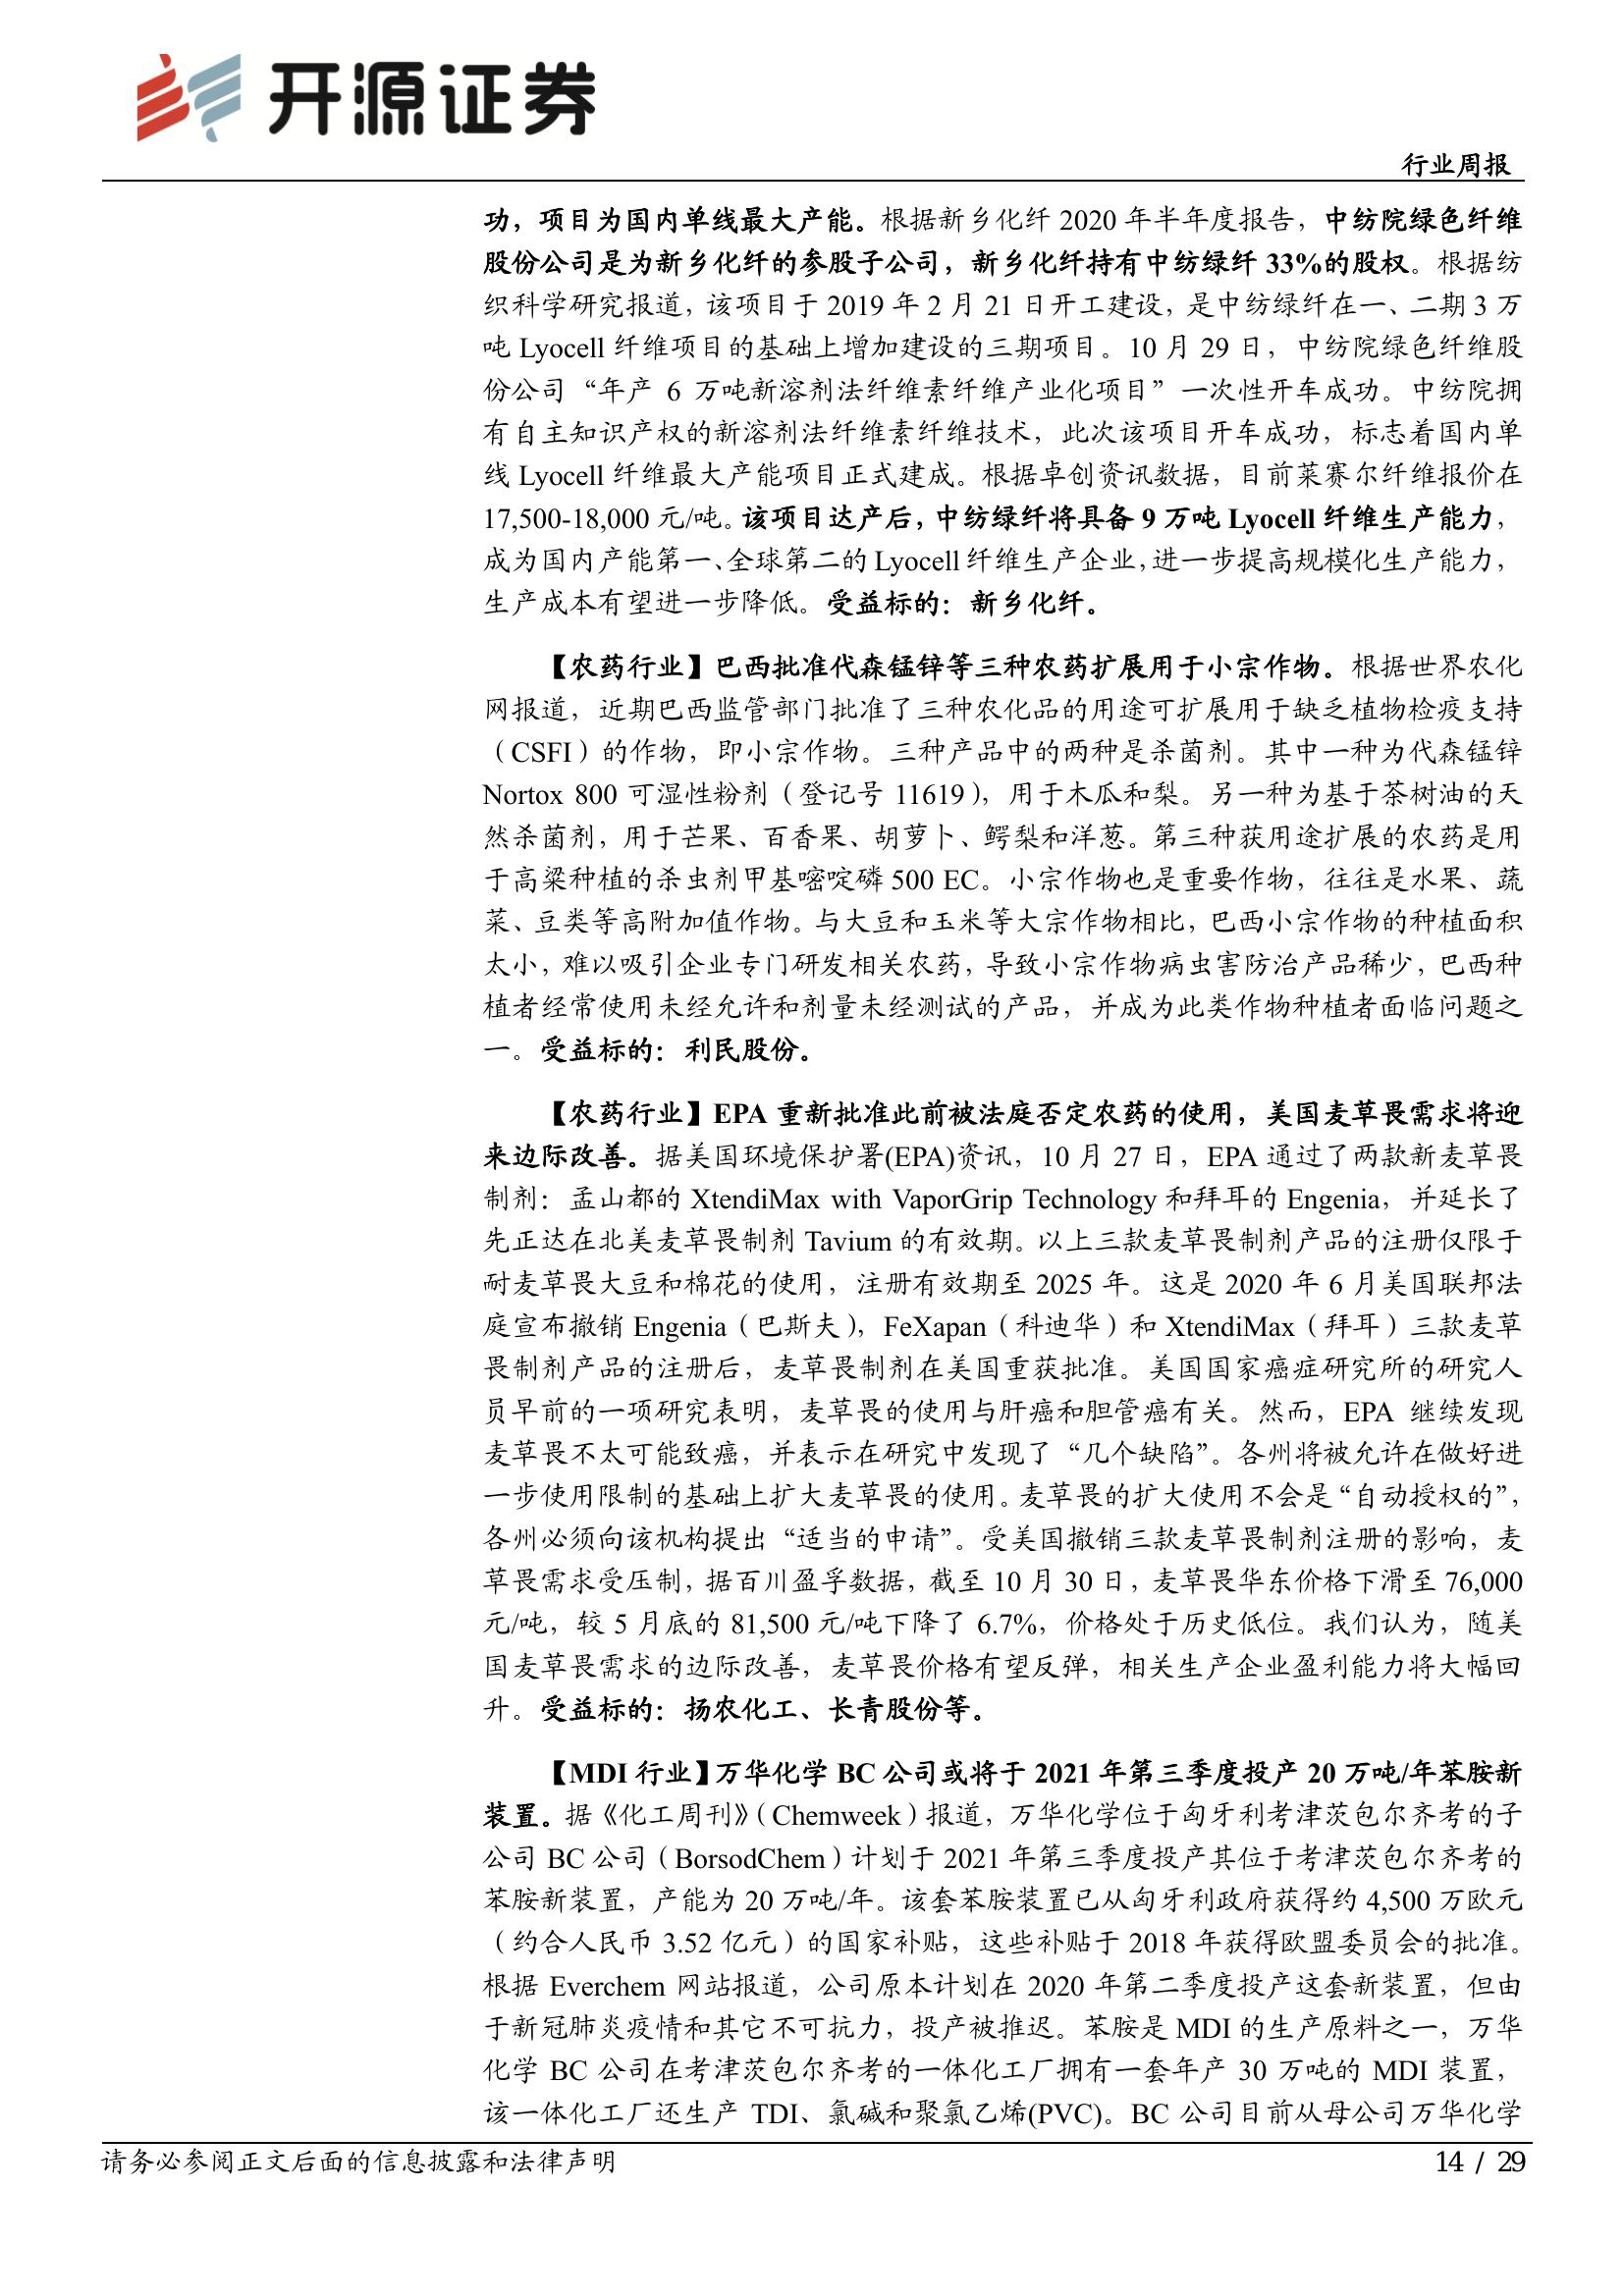 开源证券
行业周报
功，项目为国内单线最大产能。根据新乡化纤 2020 年半年度报告，中纺院绿色纤维
股份公司是为新乡化纤的参股子公司，新乡化纤持有中纺绿纤 33%的股权。根据纺
织科学研究报道，该项目于 2019 年 2 月 21 日开工建设，是中纺绿纤在一、二期 3 万
吨 Lyocell 纤维项目的基础上增加建设的三期项目。10 月 29 日，中纺院绿色纤维股
份公司“年产 6 万吨新溶剂法纤维素纤维产业化项目”一次性开车成功。中纺院拥
有自主知识产权的新溶剂法纤维素纤维技术，此次该项目开车成功，标志着国内单
线 Lyocell 纤维最大产能项目正式建成。根据卓创资讯数据，目前莱赛尔纤维报价在
17,500-18,000 元/吨。该项目达产后，中纺绿纤将具备 9 万吨 Lyocell 纤维生产能力，
成为国内产能第一、全球第二的 Lyocell 纤维生产企业，进一步提高规模化生产能力，
生产成本有望进一步降低。受益标的：新乡化纤。
【农药行业】巴西批准代森锰锌等三种农药扩展用于小宗作物。根据世界农化
网报道，近期巴西监管部门批准了三种农化品的用途可扩展用于缺乏植物检疫支持
（CSFI）的作物，即小宗作物。三种产品中的两种是杀菌剂。其中一种为代森锰锌
Nortox 800 可湿性粉剂（登记号 11619），用于木瓜和梨。另一种为基于茶树油的天
然杀菌剂，用于芒果、百香果、胡萝卜、鳄梨和洋葱。第三种获用途扩展的农药是用
于高粱种植的杀虫剂甲基嘧啶磷 500 EC。小宗作物也是重要作物，往往是水果、蔬
菜、豆类等高附加值作物。与大豆和玉米等大宗作物相比，巴西小宗作物的种植面积
太小，难以吸引企业专门研发相关农药，导致小宗作物病虫害防治产品稀少，巴西种
植者经常使用未经允许和剂量未经测试的产品，并成为此类作物种植者面临问题之
一。受益标的：利民股份。
【农药行业】EPA 重新批准此前被法庭否定农药的使用，美国麦草畏需求将迎
来边际改善。据美国环境保护署(EPA)资讯，10 月 27 日，EPA 通过了两款新麦草畏
制剂：孟山都的 XtendiMax with VaporGrip Technology 和拜耳的 Engenia，并延长了
先正达在北美麦草畏制剂 Tavium 的有效期。以上三款麦草畏制剂产品的注册仅限于
耐麦草畏大豆和棉花的使用，注册有效期至 2025 年。这是 2020 年 6 月美国联邦法
庭宣布撤销 Engenia（巴斯夫），FeXapan（科迪华）和 XtendiMax（拜耳）三款麦草
畏制剂产品的注册后，麦草畏制剂在美国重获批准。美国国家癌症研究所的研究人
员早前的一项研究表明，麦草畏的使用与肝癌和胆管癌有关。然而，EPA 继续发现
麦草畏不太可能致癌，并表示在研究中发现了“几个缺陷”。各州将被允许在做好进
一步使用限制的基础上扩大麦草畏的使用。麦草畏的扩大使用不会是“自动授权的”，
各州必须向该机构提出“适当的申请”。受美国撤销三款麦草畏制剂注册的影响，麦
草畏需求受压制，据百川盈孚数据，截至 10 月 30 日，麦草畏华东价格下滑至 76,000
元/吨，较 5 月底的 81,500 元/吨下降了 6.7%，价格处于历史低位。我们认为，随美
国麦草畏需求的边际改善，麦草畏价格有望反弹，相关生产企业盈利能力将大幅回
升。受益标的：扬农化工、长青股份等。
【MDI 行业】万华化学 BC 公司或将于 2021 年第三季度投产 20 万吨/年苯胺新
装置。据《化工周刊》（Chemweek）报道，万华化学位于匈牙利考津茨包尔齐考的子
公司 BC 公司（BorsodChem）计划于 2021 年第三季度投产其位于考津茨包尔齐考的
苯胺新装置，产能为 20 万吨/年。该套苯胺装置已从匈牙利政府获得约 4,500 万欧元
（约合人民币 3.52 亿元）的国家补贴，这些补贴于 2018 年获得欧盟委员会的批准。
根据 Everchem 网站报道，公司原本计划在 2020 年第二季度投产这套新装置，但由
于新冠肺炎疫情和其它不可抗力，投产被推迟。苯胺是 MDI 的生产原料之一，万华
化学 BC 公司在考津茨包尔齐考的一体化工厂拥有一套年产 30 万吨的 MDI 装置，
该一体化工厂还生产 TDI、氯碱和聚氯乙烯(PVC)。BC 公司目前从母公司万华化学
请务必参阅正文后面的信息披露和法律声明
14 / 29